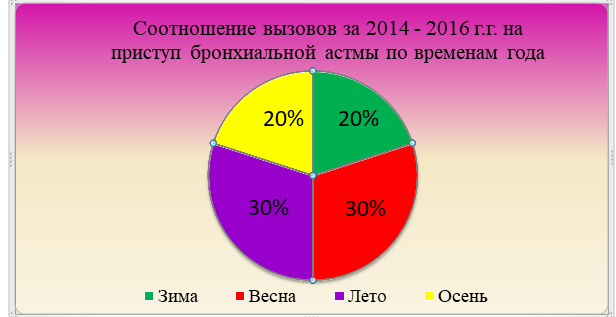 Соотношение вызовов за 2014 - 2016 г.г. на
приступ бронхиальной астмы по временам года
20%
20%
30%
30%
Зима
Весна
Лето
Осень